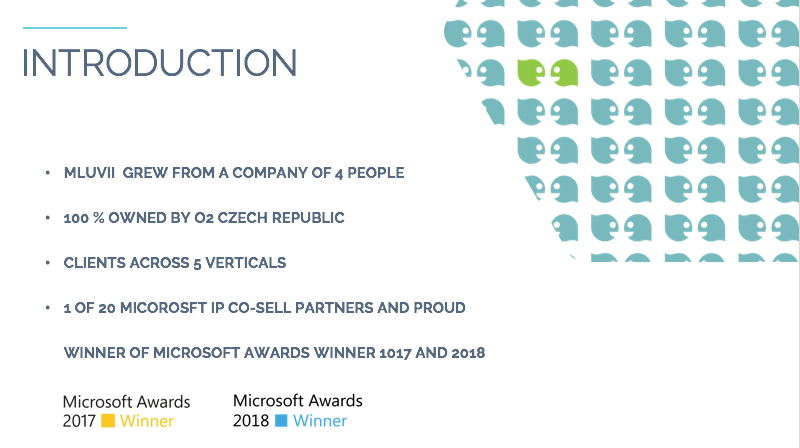 INTRODUCTION
• MLUVII GREW FROM A COMPANY OF 4 PEOPLE
• 100 % OWNED BY O2 CZECH REPUBLIC
• CLIENTS ACROSS 5 VERTICALS
• 1 OF 20 MICOROSFT IP CO-SELL PARTNERS AND PROUD
WINNER OF MICROSOFT AWARDS WINNER 1017 AND 2018
Microsoft Awards
2017 Winner
Microsoft Awards
2018 Winner